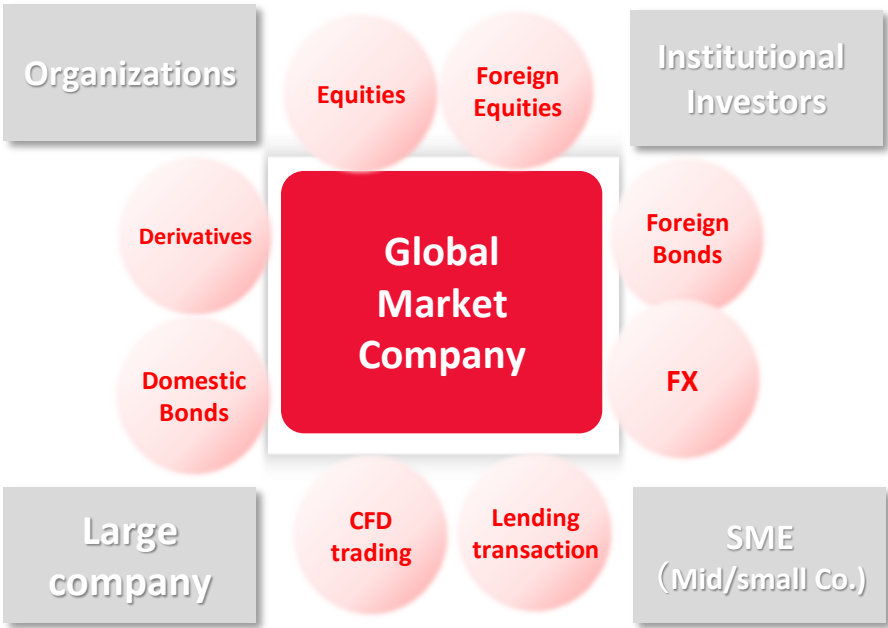 Organizations
Equities
Foreign
Equities
Institutional
Investors
Derivatives
Global
Market
Company
Foreign
Bonds
Domestic
Bonds
FX
Large
company
CFD
trading
Lending
transaction
SME
（Mid/small Co.)